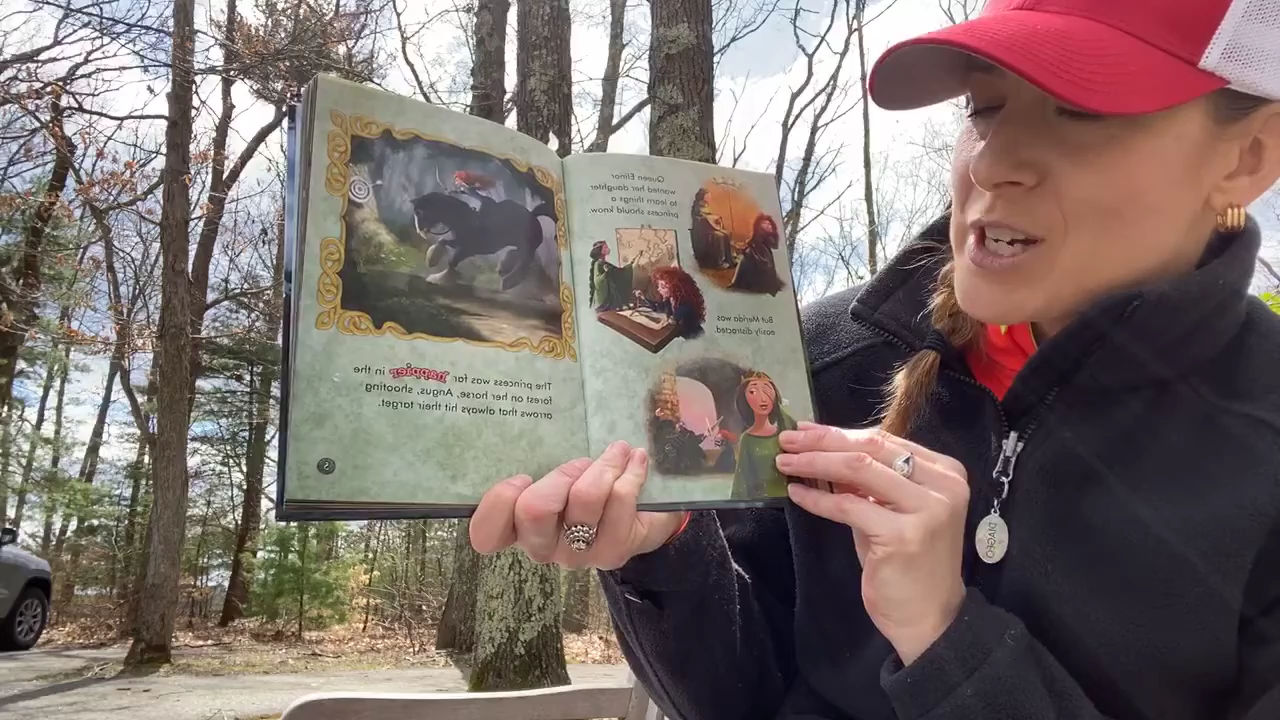 Queen Elinor
wanted her daughter
to learn things a
princess should know.
But Merida was
easily distracted.
The princess was far happier in the
forest on her horse, Angus, shooting
arrows that always hit their target.